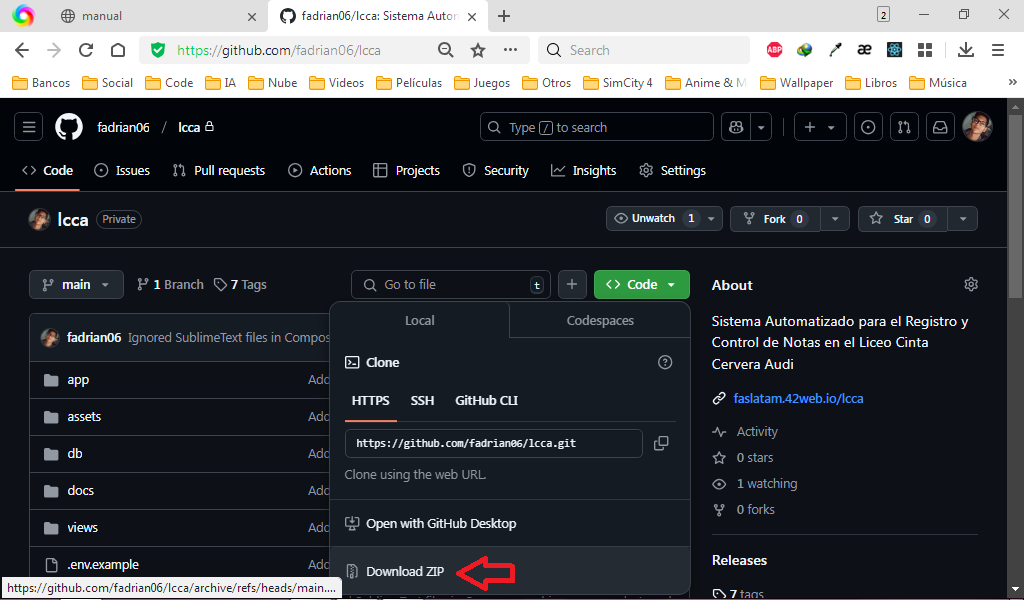 manual
fadrian06/lcca: Sistema Autom
2
https://github.com/fadrian06/lcca
Search
ABP
æ
Bancos
Social
Code
IA
Nube
Videos
Películas
Juegos
Otros
SimCity 4
Anime & M
Wallpaper
Libros
Música
fadrian06 / lcca
Type / to search
Code
Issues
Pull requests
Actions
Projects
Security
Insights
Settings
lcca Private
Unwatch 1
Fork 0
Star 0
main
1 Branch
7 Tags
Go to file t
Code
About
Local
Codespaces
Sistema Automatizado para el Registro y
Control de Notas en el Liceo Cinta
Cervera Audi
fadrian06 Ignored SublimeText files in Compos
Clone
app Add
HTTPS
SSH
GitHub CLI
faslatam.42web.io/lcca
assets Add
Activity
https://github.com/fadrian06/lcca.git
db Add
0 stars
Clone using the web URL.
1 watching
docs Add
0 forks
views Add
Open with GitHub Desktop
.env.example Add
Releases
Download ZIP
https://github.com/fadrian06/lcca/archive/refs/heads/main....
7 tags